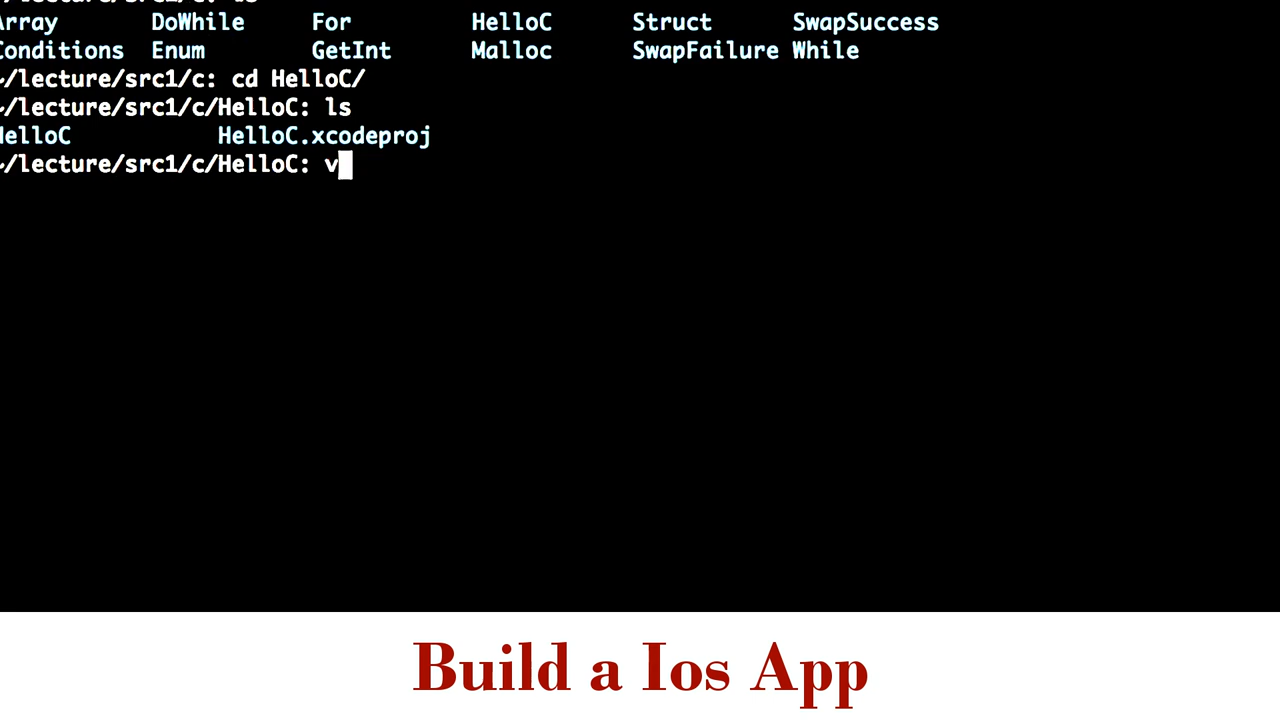 Array DoWhile For HelloC Struct SwapSuccess
Conditions Enum GetInt Malloc SwapFailure While
~/lecture/src1/c: cd HelloC/
~/lecture/src1/c/HelloC: ls
HelloC HelloC.xcodeproj
~/lecture/src1/c/HelloC: v
Build a Ios App